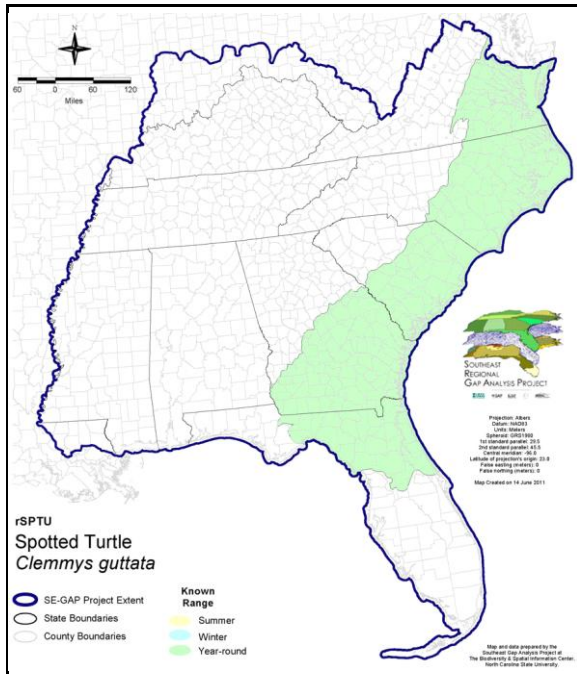 N
60 0 60 120
Miles
SOUTHEAST
REGIONAL
GAP ANALYSIS PROJECT
Projection: Albers
Datum: NAD83
Units: Meters
Spheroid: GRS1980
1st standard parallel: 29.5
2nd standard parallel: 45.5
Central meridian: -96.0
Latitude of projection's origin: 23.0
False easting (meters): 0
False northing (meters): 0
Map Created on 14 June 2011
rSPTU
Spotted Turtle
Clemmys guttata
SE-GAP Project Extent
State Boundaries
County Boundaries
Known
Range
Summer
Winter
Year-round
Map and data prepared by the
Southeast Gap Analysis Project at
The Biodiversity & Spatial Information Center,
North Carolina State University.